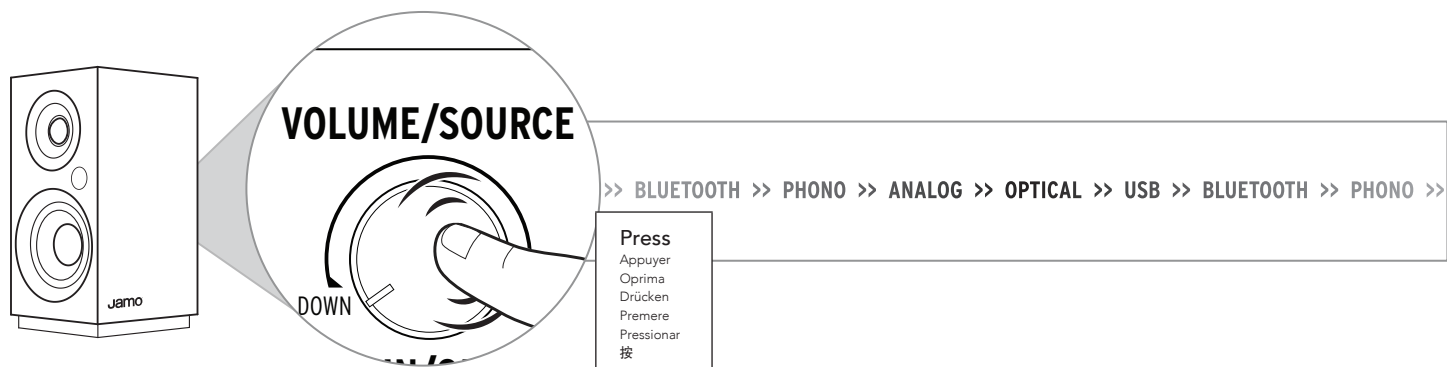 VOLUME/SOURCE
>> BLUETOOTH >> PHONO >> ANALOG >> OPTICAL >> USB >> BLUETOOTH >> PHONO >>
Press
Appuyer
Oprima
Drücken
Premere
Pressionar
按
DOWN
Jamo